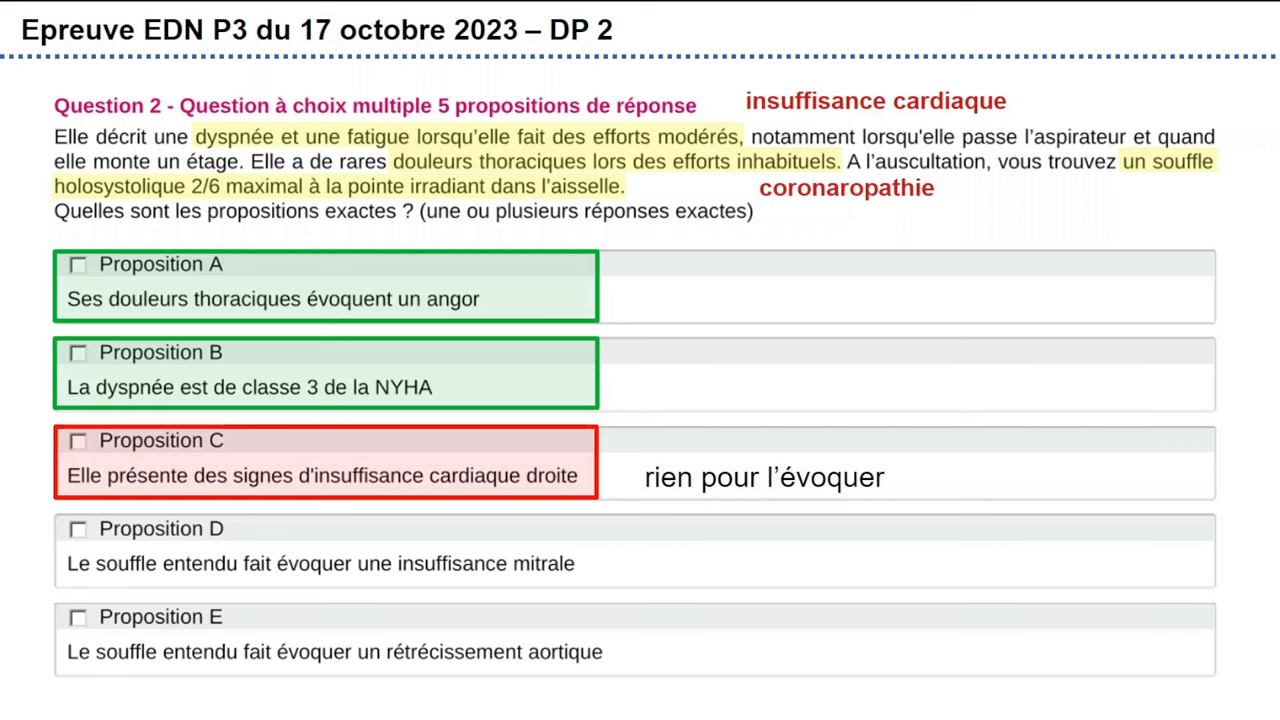 Epreuve EDN P3 du 17 octobre 2023 – DP 2
Question 2 - Question à choix multiple 5 propositions de réponse
insuffisance cardiaque
Elle décrit une dyspnée et une fatigue lorsqu'elle fait des efforts modérés, notamment lorsqu'elle passe l'aspirateur et quand
elle monte un étage. Elle a de rares douleurs thoraciques lors des efforts inhabituels. A l'auscultation, vous trouvez un souffle
holosystolique 2/6 maximal à la pointe irradiant dans l'aisselle.
coronaropathie
Quelles sont les propositions exactes ? (une ou plusieurs réponses exactes)
Proposition A
Ses douleurs thoraciques évoquent un angor
Proposition B
La dyspnée est de classe 3 de la NYHA
Proposition C
Elle présente des signes d'insuffisance cardiaque droite
rien pour l'évoquer
Proposition D
Le souffle entendu fait évoquer une insuffisance mitrale
Proposition E
Le souffle entendu fait évoquer un rétrécissement aortique